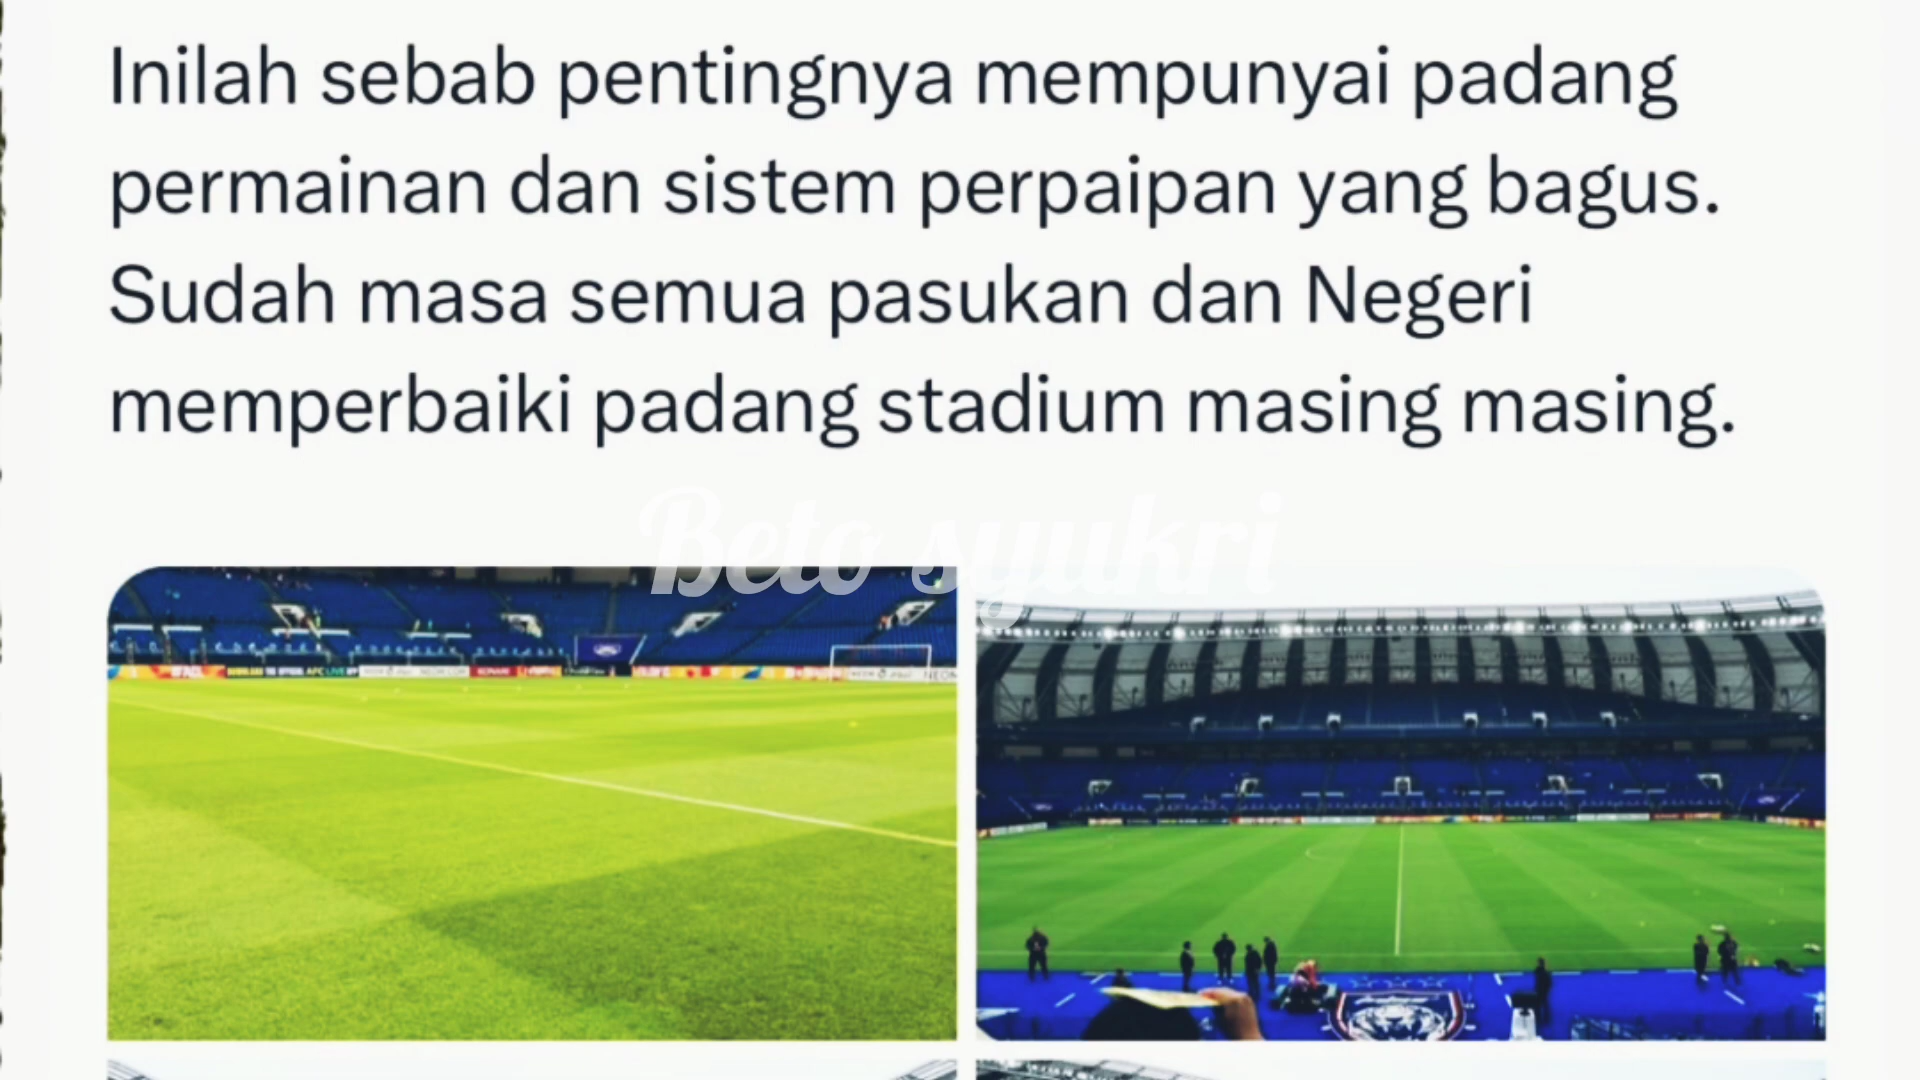 Inilah sebab pentingnya mempunyai padang
permainan dan sistem perpaipan yang bagus.
Sudah masa semua pasukan dan Negeri
memperbaiki padang stadium masing masing.
Beto syukri